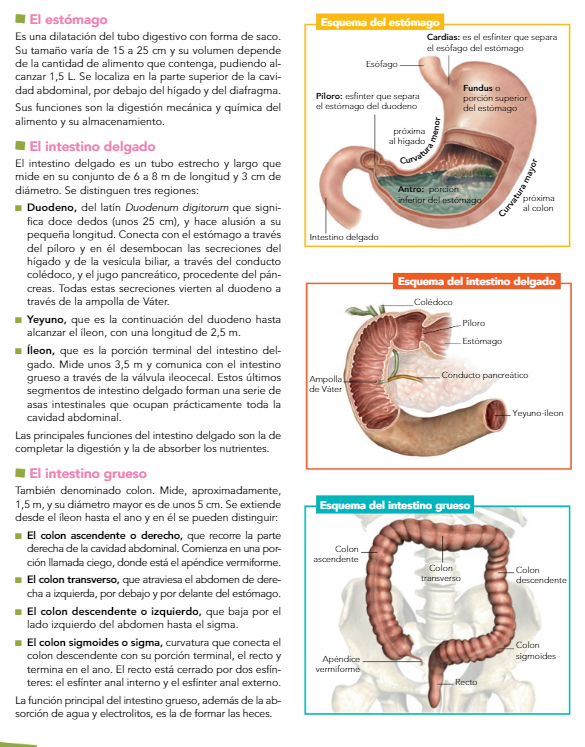 El estómago
Es una dilatación del tubo digestivo con forma de saco.
Su tamaño varía de 15 a 25 cm y su volumen depende
de la cantidad de alimento que contenga, pudiendo al-
canzar 1,5 L. Se localiza en la parte superior de la cavi-
dad abdominal, por debajo del hígado y del diafragma.
Sus funciones son la digestión mecánica y química del
alimento y su almacenamiento.
El intestino delgado
El intestino delgado es un tubo estrecho y largo que
mide en su conjunto de 6 a 8 m de longitud y 3 cm de
diámetro. Se distinguen tres regiones:
Duodeno, del latín Duodenum digitorum que signi-
fica doce dedos (unos 25 cm), y hace alusión a su
pequeña longitud. Conecta con el estómago a través
del píloro y en él desembocan las secreciones del
hígado y de la vesícula biliar, a través del conducto
colédoco, y el jugo pancreático, procedente del pán-
creas. Todas estas secreciones vierten al duodeno a
través de la ampolla de Váter.
Yeyuno, que es la continuación del duodeno hasta
alcanzar el íleon, con una longitud de 2,5 m.
Íleon, que es la porción terminal del intestino del-
gado. Mide unos 3,5 m y comunica con el intestino
grueso a través de la válvula ileocecal. Estos últimos
segmentos de intestino delgado forman una serie de
asas intestinales que ocupan prácticamente toda la
cavidad abdominal.
Las principales funciones del intestino delgado son la de
completar la digestión y la de absorber los nutrientes.
El intestino grueso
También denominado colon. Mide, aproximadamente,
1,5 m, y su diámetro mayor es de unos 5 cm. Se extiende
desde el íleon hasta el ano y en él se pueden distinguir:
El colon ascendente o derecho, que recorre la parte
derecha de la cavidad abdominal. Comienza en una por-
ción llamada ciego, donde está el apéndice vermiforme.
El colon transverso, que atraviesa el abdomen de dere-
cha a izquierda, por debajo y por delante del estómago.
El colon descendente o izquierdo, que baja por el
lado izquierdo del abdomen hasta el sigma.
El colon sigmoides o sigma, curvatura que conecta el
colon descendente con su porción terminal, el recto y
termina en el ano. El recto está cerrado por dos esfín-
teres: el esfínter anal interno y el esfínter anal externo.
La función principal del intestino grueso, además de la ab-
sorción de agua y electrolitos, es la de formar las heces.
Esquema del estómago
Cardias: es el esfínter que separa
el esófago del estómago
Esófago
Fundus o
porción superior
del estómago
Píloro: esfinter que separa
el estómago del duodeno
próxima
al hígado
Curvatura menor
Antro: porción
inferior del estómago
Curvatura mayor
próxima
al colon
Intestino delgado
Esquema del intestino delgado
Colédoco
Píloro
Estómago
Conducto pancreático
Ampolla
de Váter
Yeyuno-íleon
Esquema del intestino grueso
Colon
ascendente
Colon
transverso
Colon
descendente
Colon
sigmoides
Apéndice
vermiforme
Recto